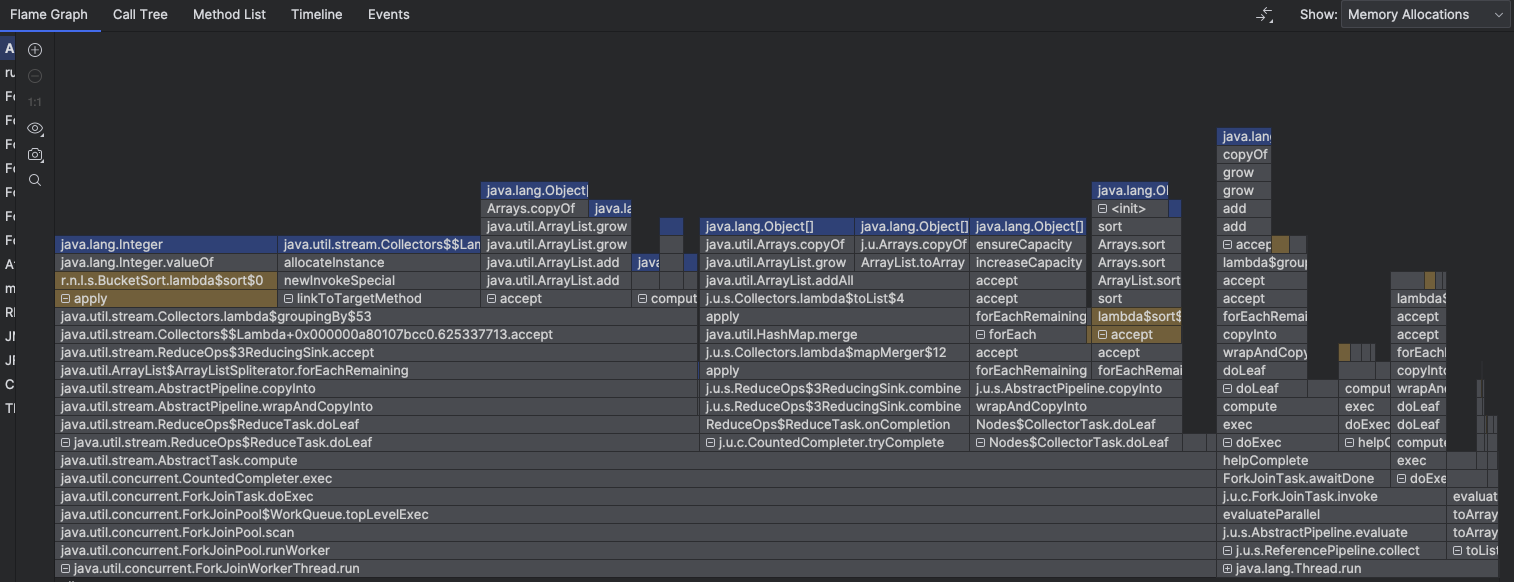 Flame Graph Call Tree Method List Timeline Events Show: Memory Allocations
A
ru
Fo
Fo
Fo
Fo
Fo
Fo
Fo
m
C
1:1
java.lang
copyOf
grow
grow
java.lang.Object[ java.lang.Ol add
Arrays.copyOf java.la <init> add
java.util.ArrayList.grow java.lang.Object[] java.lang.Object[] java.lang.Object[] sort
java.lang.Integer java.util.stream.Collectors$$Lam java.util.ArrayList.grow java.util.Arrays.copyOf j.u.Arrays.copyOf ensureCapacity Arrays.sort accep
java.lang.Integer.valueOf allocateInstance java.util.ArrayList.add java java.util.ArrayList.grow ArrayList.toArray increaseCapacity Arrays.sort lambda$group
r.n.l.s.BucketSort.lambda$sort$0 newInvokeSpecial java.util.ArrayList.add java.util.ArrayList.addAll accept ArrayList.sort accept
apply linkToTargetMethod accept comput j.u.s.Collectors.lambda$toList$4 accept sort accept lambda$
java.util.stream.Collectors.lambda$groupingBy$53 apply forEachRemaining lambda$sort$ forEachRemai accept
java.util.stream.Collectors$$Lambda+0x000000a80107bcc0.625337713.accept java.util.HashMap.merge forEach accept copyInto accept
java.util.stream.ReduceOps$3ReducingSink.accept j.u.s.Collectors.lambda$mapMerger$12 accept accept wrapAndCopy forEachI
java.util.ArrayList$ArrayListSpliterator.forEachRemaining apply forEachRemaining forEachRemai doLeaf copyInto
java.util.stream.AbstractPipeline.copyInto j.u.s.ReduceOps$3ReducingSink.combine j.u.s.AbstractPipeline.copyInto doLeaf comput wrapAn
java.util.stream.AbstractPipeline.wrapAndCopyInto j.u.s.ReduceOps$3ReducingSink.combine wrapAndCopyInto compute exec doLeaf
java.util.stream.ReduceOps$ReduceTask.doLeaf ReduceOps$ReduceTask.onCompletion Nodes$CollectorTask.doLeaf exec doExec doLeaf
java.util.stream.ReduceOps$ReduceTask.doLeaf j.u.c.CountedCompleter.tryComplete Nodes$CollectorTask.doLeaf doExec helpC compute
java.util.stream.AbstractTask.compute helpComplete exec
java.util.concurrent.CountedCompleter.exec ForkJoinTask.awaitDone doExe
java.util.concurrent.ForkJoinTask.doExec j.u.c.ForkJoinTask.invoke evaluat
java.util.concurrent.ForkJoinPool$WorkQueue.topLevelExec evaluateParallel toArray
java.util.concurrent.ForkJoinPool.scan j.u.s.AbstractPipeline.evaluate toArray
java.util.concurrent.ForkJoinPool.runWorker j.u.s.ReferencePipeline.collect toLis
java.util.concurrent.ForkJoinWorkerThread.run java.lang.Thread.run